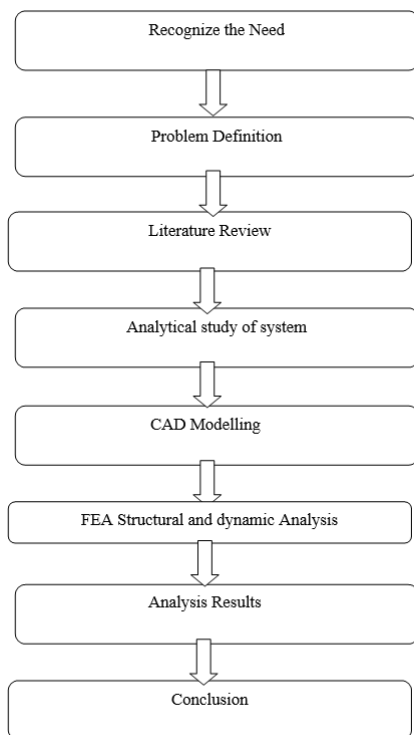 Recognize the Need
Problem Definition
Literature Review
Analytical study of system
CAD Modelling
FEA Structural and dynamic Analysis
Analysis Results
Conclusion